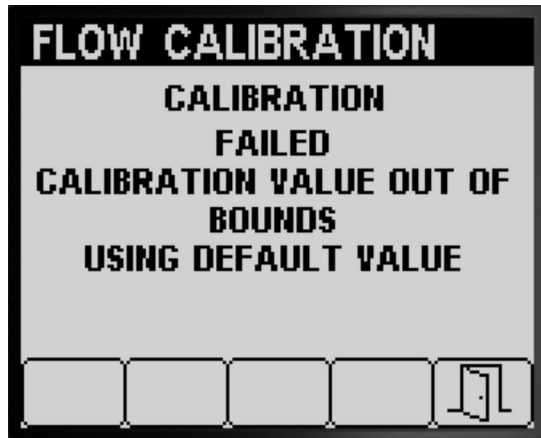 FLOW CALIBRATION
CALIBRATION
FAILED
CALIBRATION VALUE OUT OF
BOUNDS
USING DEFAULT VALUE